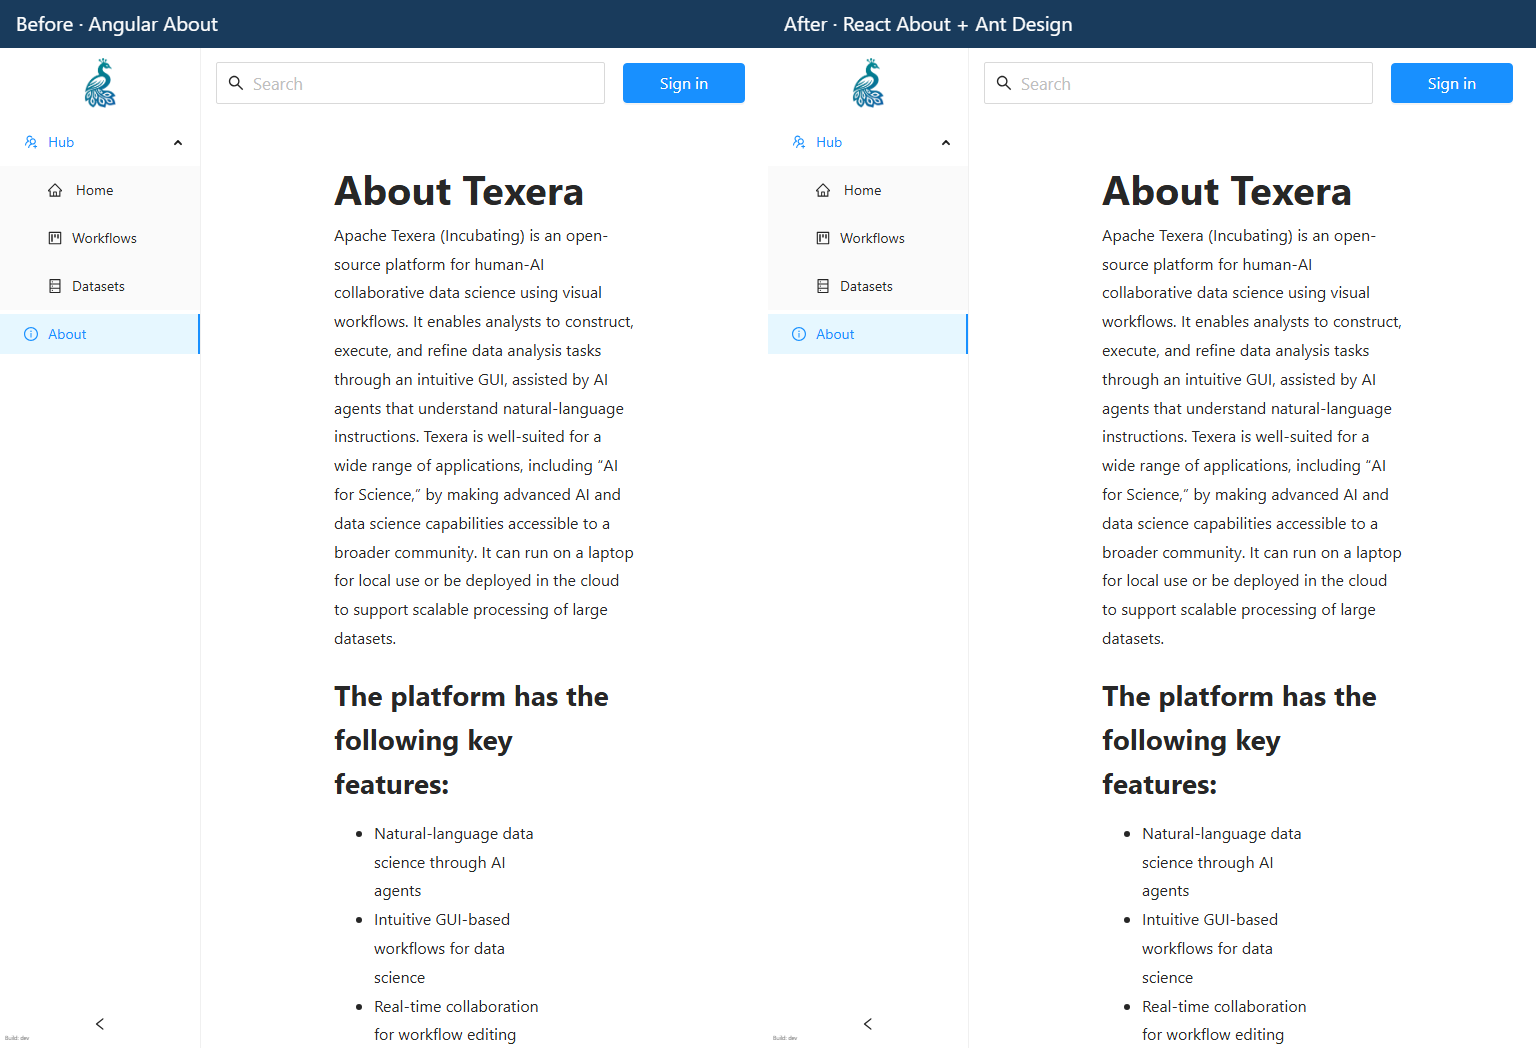 Before · Angular About
Search
Sign in
Hub
Home
Workflows
Datasets
About
About Texera
Apache Texera (Incubating) is an open-
source platform for human-AI
collaborative data science using visual
workflows. It enables analysts to construct,
execute, and refine data analysis tasks
through an intuitive GUI, assisted by AI
agents that understand natural-language
instructions. Texera is well-suited for a
wide range of applications, including “AI
for Science,” by making advanced AI and
data science capabilities accessible to a
broader community. It can run on a laptop
for local use or be deployed in the cloud
to support scalable processing of large
datasets.
The platform has the
following key
features:
Natural-language data
science through AI
agents
Intuitive GUI-based
workflows for data
science
Real-time collaboration
for workflow editing
Build: dev
After · React About + Ant Design
Search
Sign in
Hub
Home
Workflows
Datasets
About
About Texera
Apache Texera (Incubating) is an open-
source platform for human-AI
collaborative data science using visual
workflows. It enables analysts to construct,
execute, and refine data analysis tasks
through an intuitive GUI, assisted by AI
agents that understand natural-language
instructions. Texera is well-suited for a
wide range of applications, including “AI
for Science,” by making advanced AI and
data science capabilities accessible to a
broader community. It can run on a laptop
for local use or be deployed in the cloud
to support scalable processing of large
datasets.
The platform has the
following key
features:
Natural-language data
science through AI
agents
Intuitive GUI-based
workflows for data
science
Real-time collaboration
for workflow editing
Build: dev